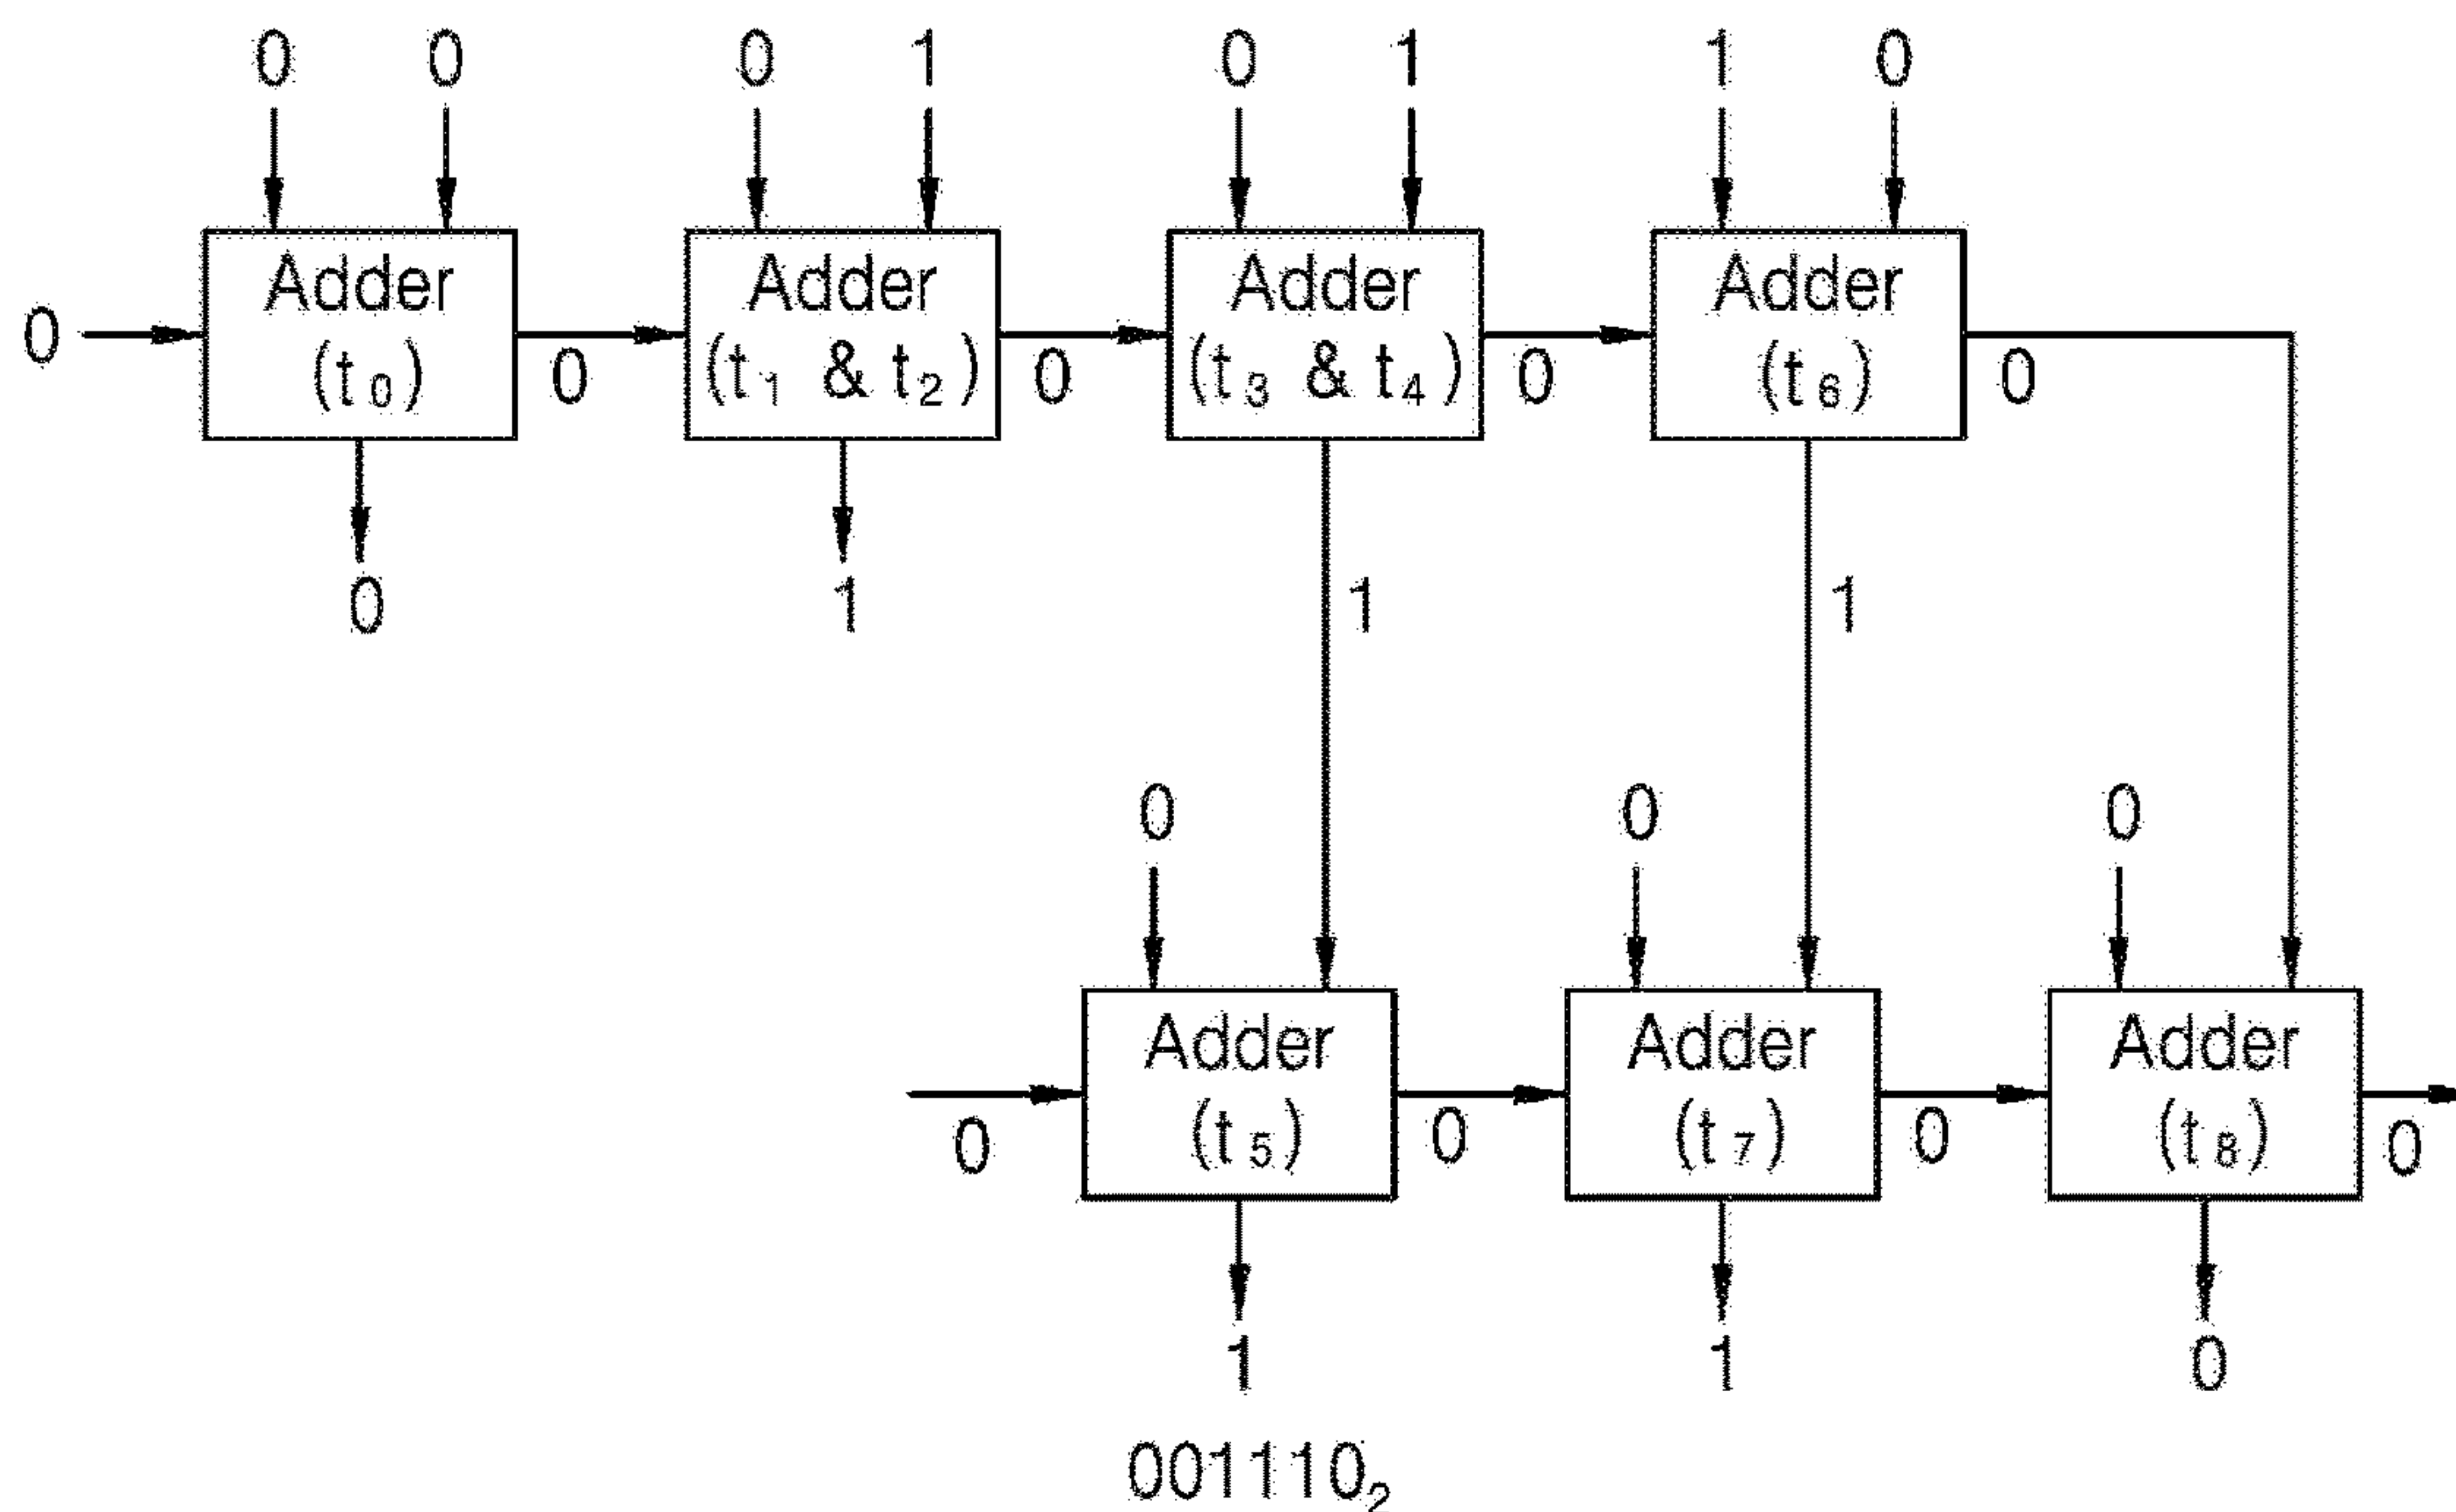 0 0 0 1 0 1 1 0
Adder Adder Adder Adder
0 (t0) 0 (t1 & t2) 0 (t3 & t4) 0 (t6) 0
0 1 1 1
0 0 0
Adder Adder Adder
0 (t5) 0 (t7) 0 (t8) 0
1 1 0
001110₂